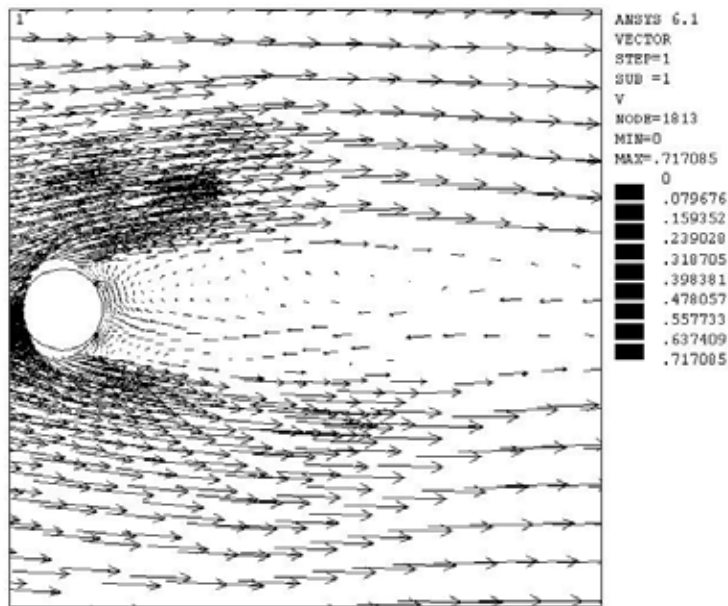 1
ANSYS 6.1
VECTOR
STEP=1
SUB =1
V
NODE=1813
MIN=0
MAX=.717085
0
.079676
.159352
.239028
.318705
.398381
.478057
.557733
.637409
.717085